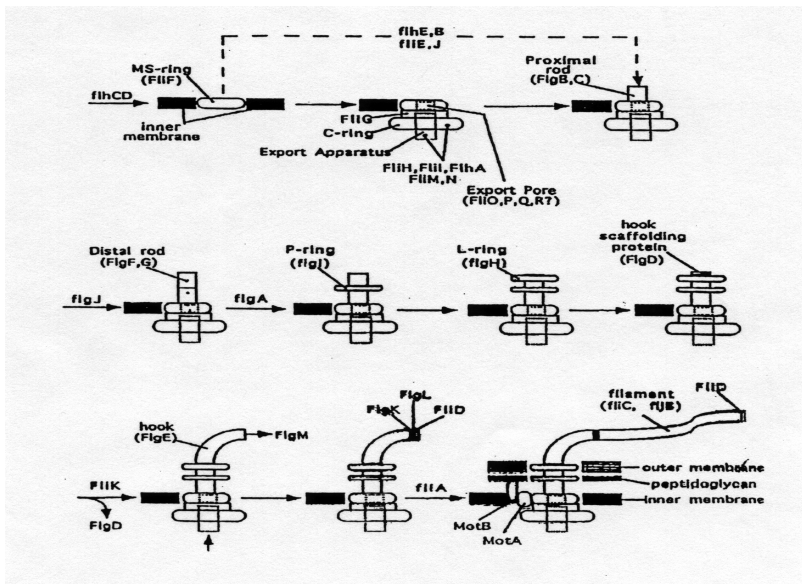 flhE,B
fliE,J
MS-ring
(FliF)
Proximal
rod
(FlgB,C)
flhCD
inner
membrane
FliG
C-ring
Export Apparatus
FliH,FliI,FlhA
FliM,N
Export Pore
(FliO,P,Q,R?)
Distal rod
(FlgF,G)
P-ring
(flgI)
L-ring
(flgH)
hook
scaffolding
protein
(FlgD)
flgJ
flgA
hook
(FlgE)
FlgM
FlgL
FlgK
FliD
filament
(fliC, fljB)
FliD
FliK
FlgD
fliA
outer membrane
peptidoglycan
inner membrane
MotB
MotA